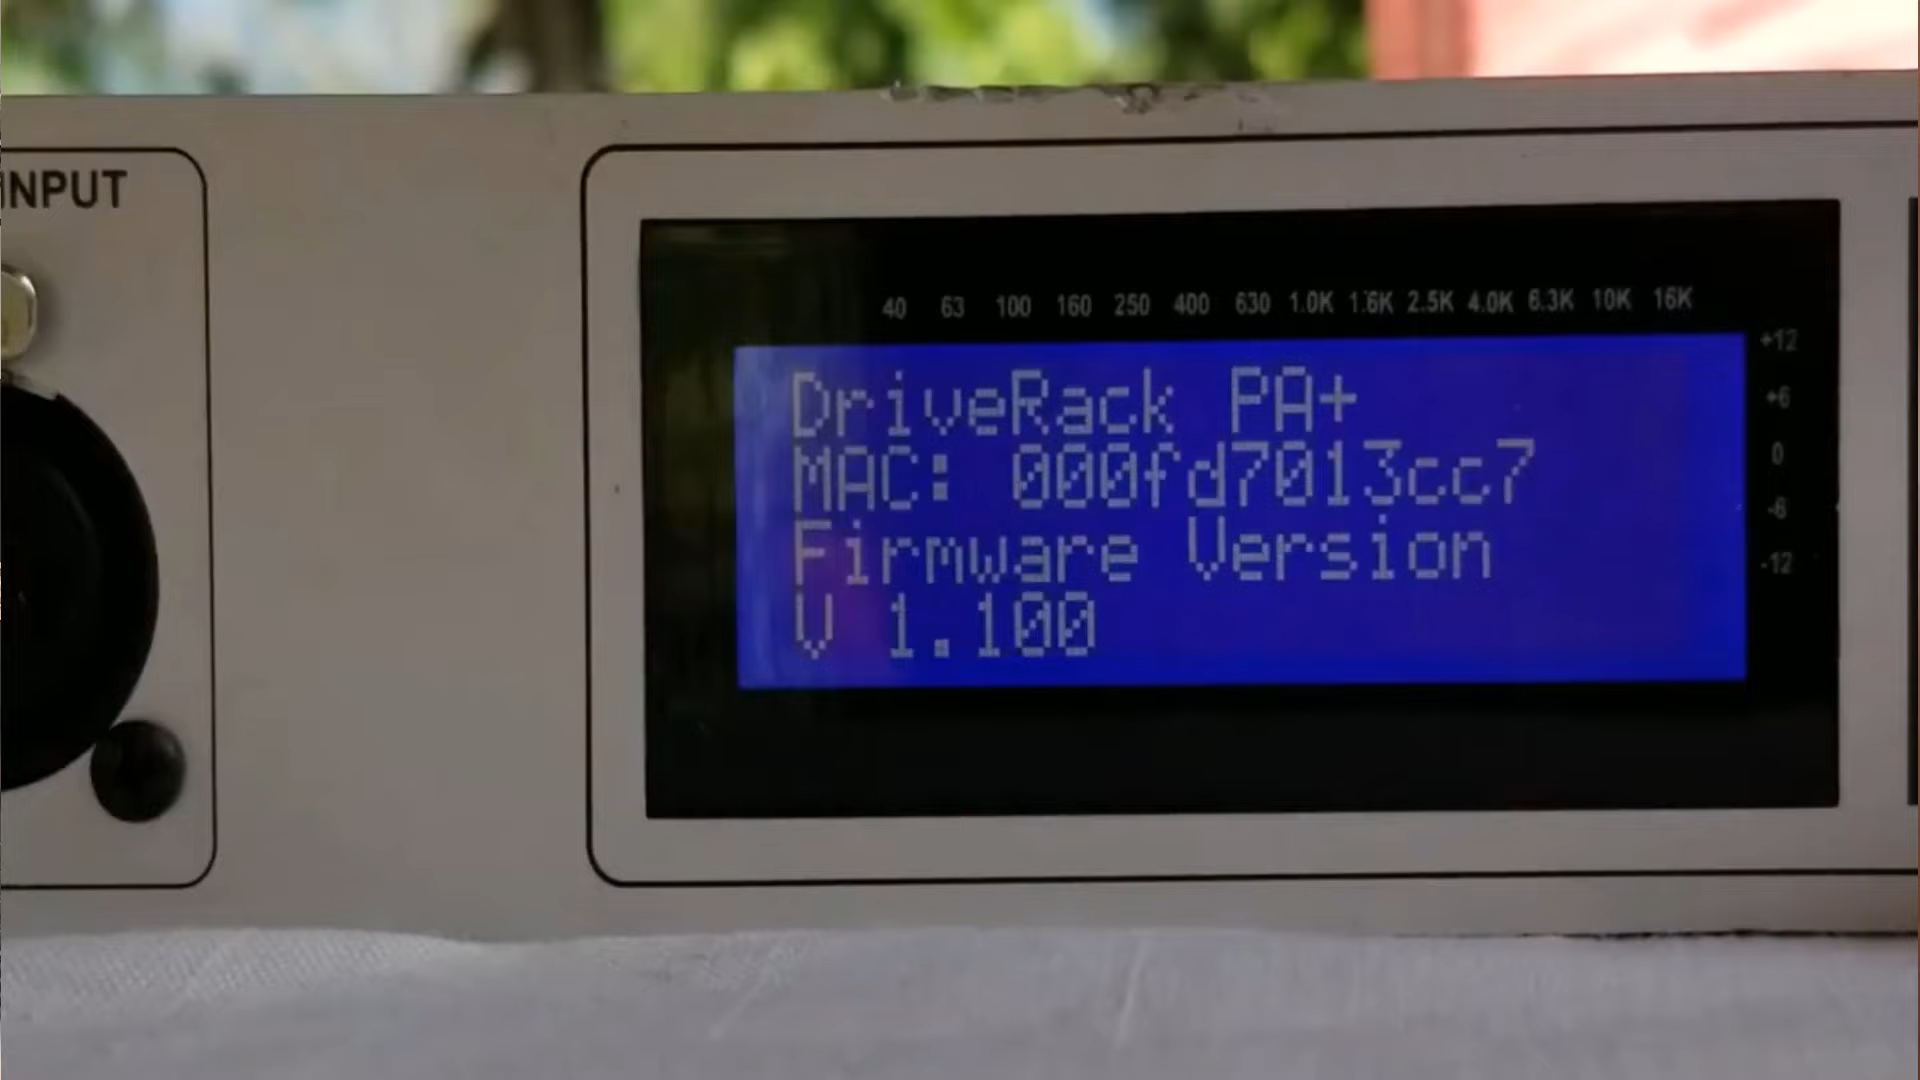 INPUT
40 63 100 160 250 400 630 1.0K 1.6K 2.5K 4.0K 6.3K 10K 16K
+12
+6
0
-6
-12
DriveRack PA+
MAC: 000fd7013cc7
Firmware Version
V 1.100